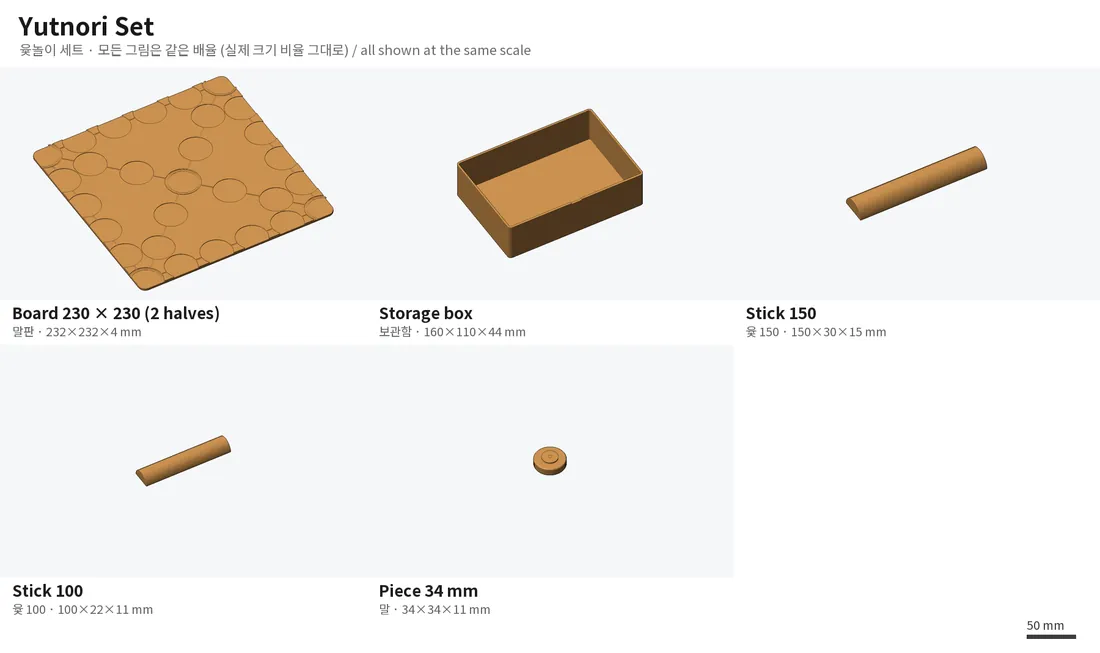 Yutnori Set
윷놀이 세트 · 모든 그림은 같은 배율 (실제 크기 비율 그대로) / all shown at the same scale
Board 230 × 230 (2 halves)
말판 · 232×232×4 mm
Storage box
보관함 · 160×110×44 mm
Stick 150
윷 150 · 150×30×15 mm
Stick 100
윷 100 · 100×22×11 mm
Piece 34 mm
말 · 34×34×11 mm
50 mm